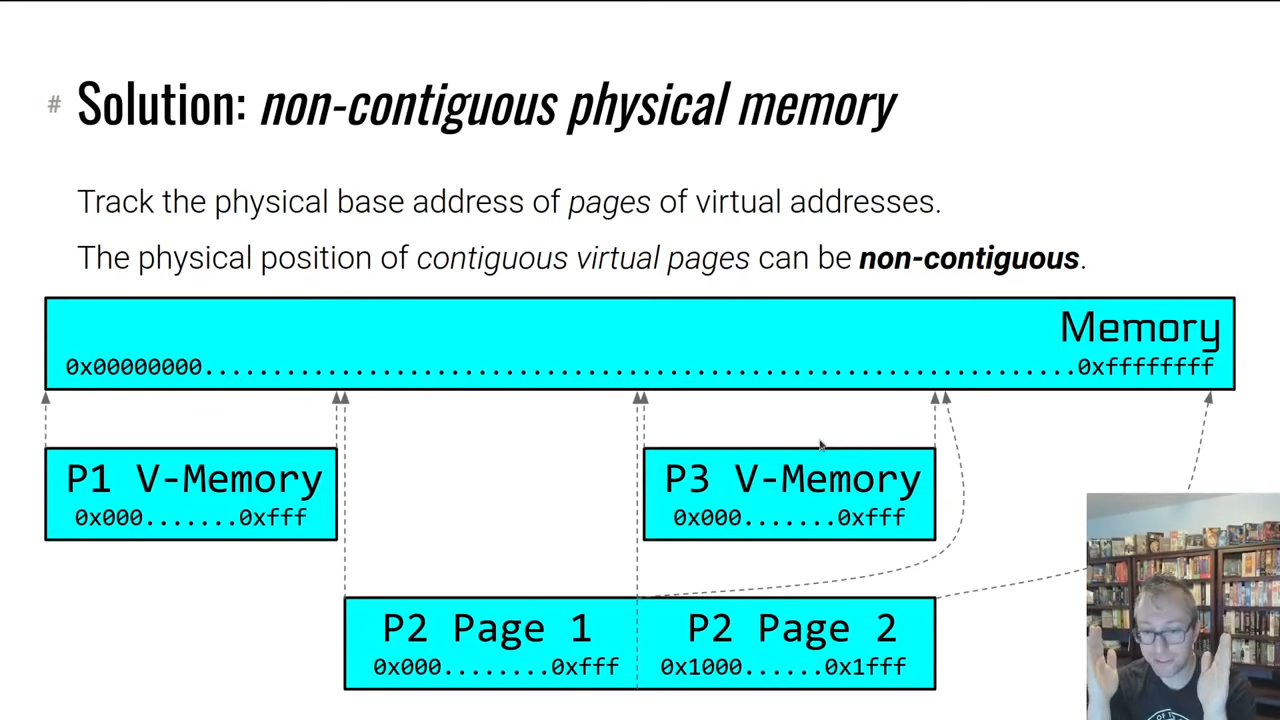 # Solution: non-contiguous physical memory
Track the physical base address of pages of virtual addresses.
The physical position of contiguous virtual pages can be non-contiguous.
Memory
0x00000000................................................................0xffffffff
P1 V-Memory
0x000.......0xfff
P3 V-Memory
0x000.......0xfff
P2 Page 1
0x000........0xfff
P2 Page 2
0x1000......0x1fff